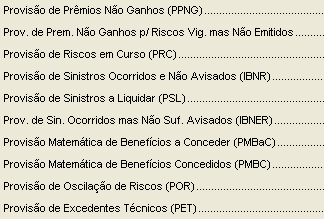 Provisão de Prêmios Não Ganhos (PPNG)..............................
Prov. de Prem. Não Ganhos p/ Riscos Vig. mas Não Emitidos ........
Provisão de Riscos em Curso (PRC)....................................
Provisão de Sinistros Ocorridos e Não Avisados (IBNR)................
Provisão de Sinistros a Liquidar (PSL)..................................
Prov. de Sin. Ocorridos mas Não Suf. Avisados (IBNER)..............
Provisão Matemática de Benefícios a Conceder (PMBaC)............
Provisão Matemática de Benefícios Concedidos (PMBC)..............
Provisão de Oscilação de Riscos (POR)...............................
Provisão de Excedentes Técnicos (PET)...............................